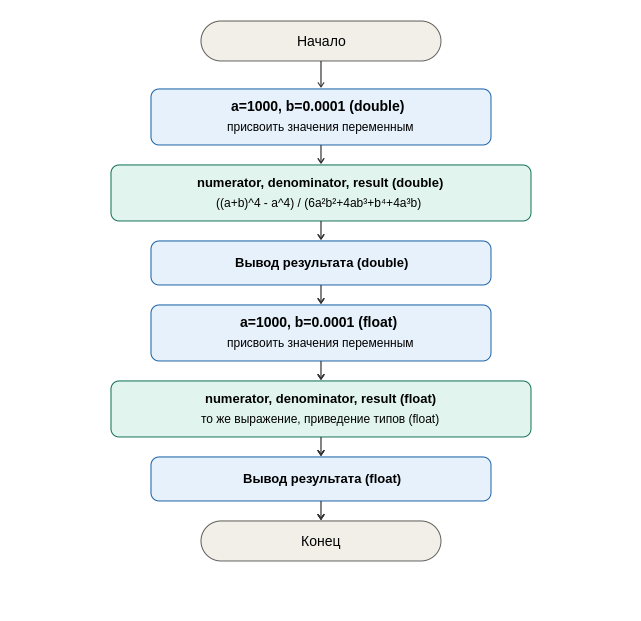 Начало
a=1000, b=0.0001 (double)
присвоить значения переменным
numerator, denominator, result (double)
((a+b)^4 - a^4) / (6a²b²+4ab³+b⁴+4a³b)
Вывод результата (double)
a=1000, b=0.0001 (float)
присвоить значения переменным
numerator, denominator, result (float)
то же выражение, приведение типов (float)
Вывод результата (float)
Конец